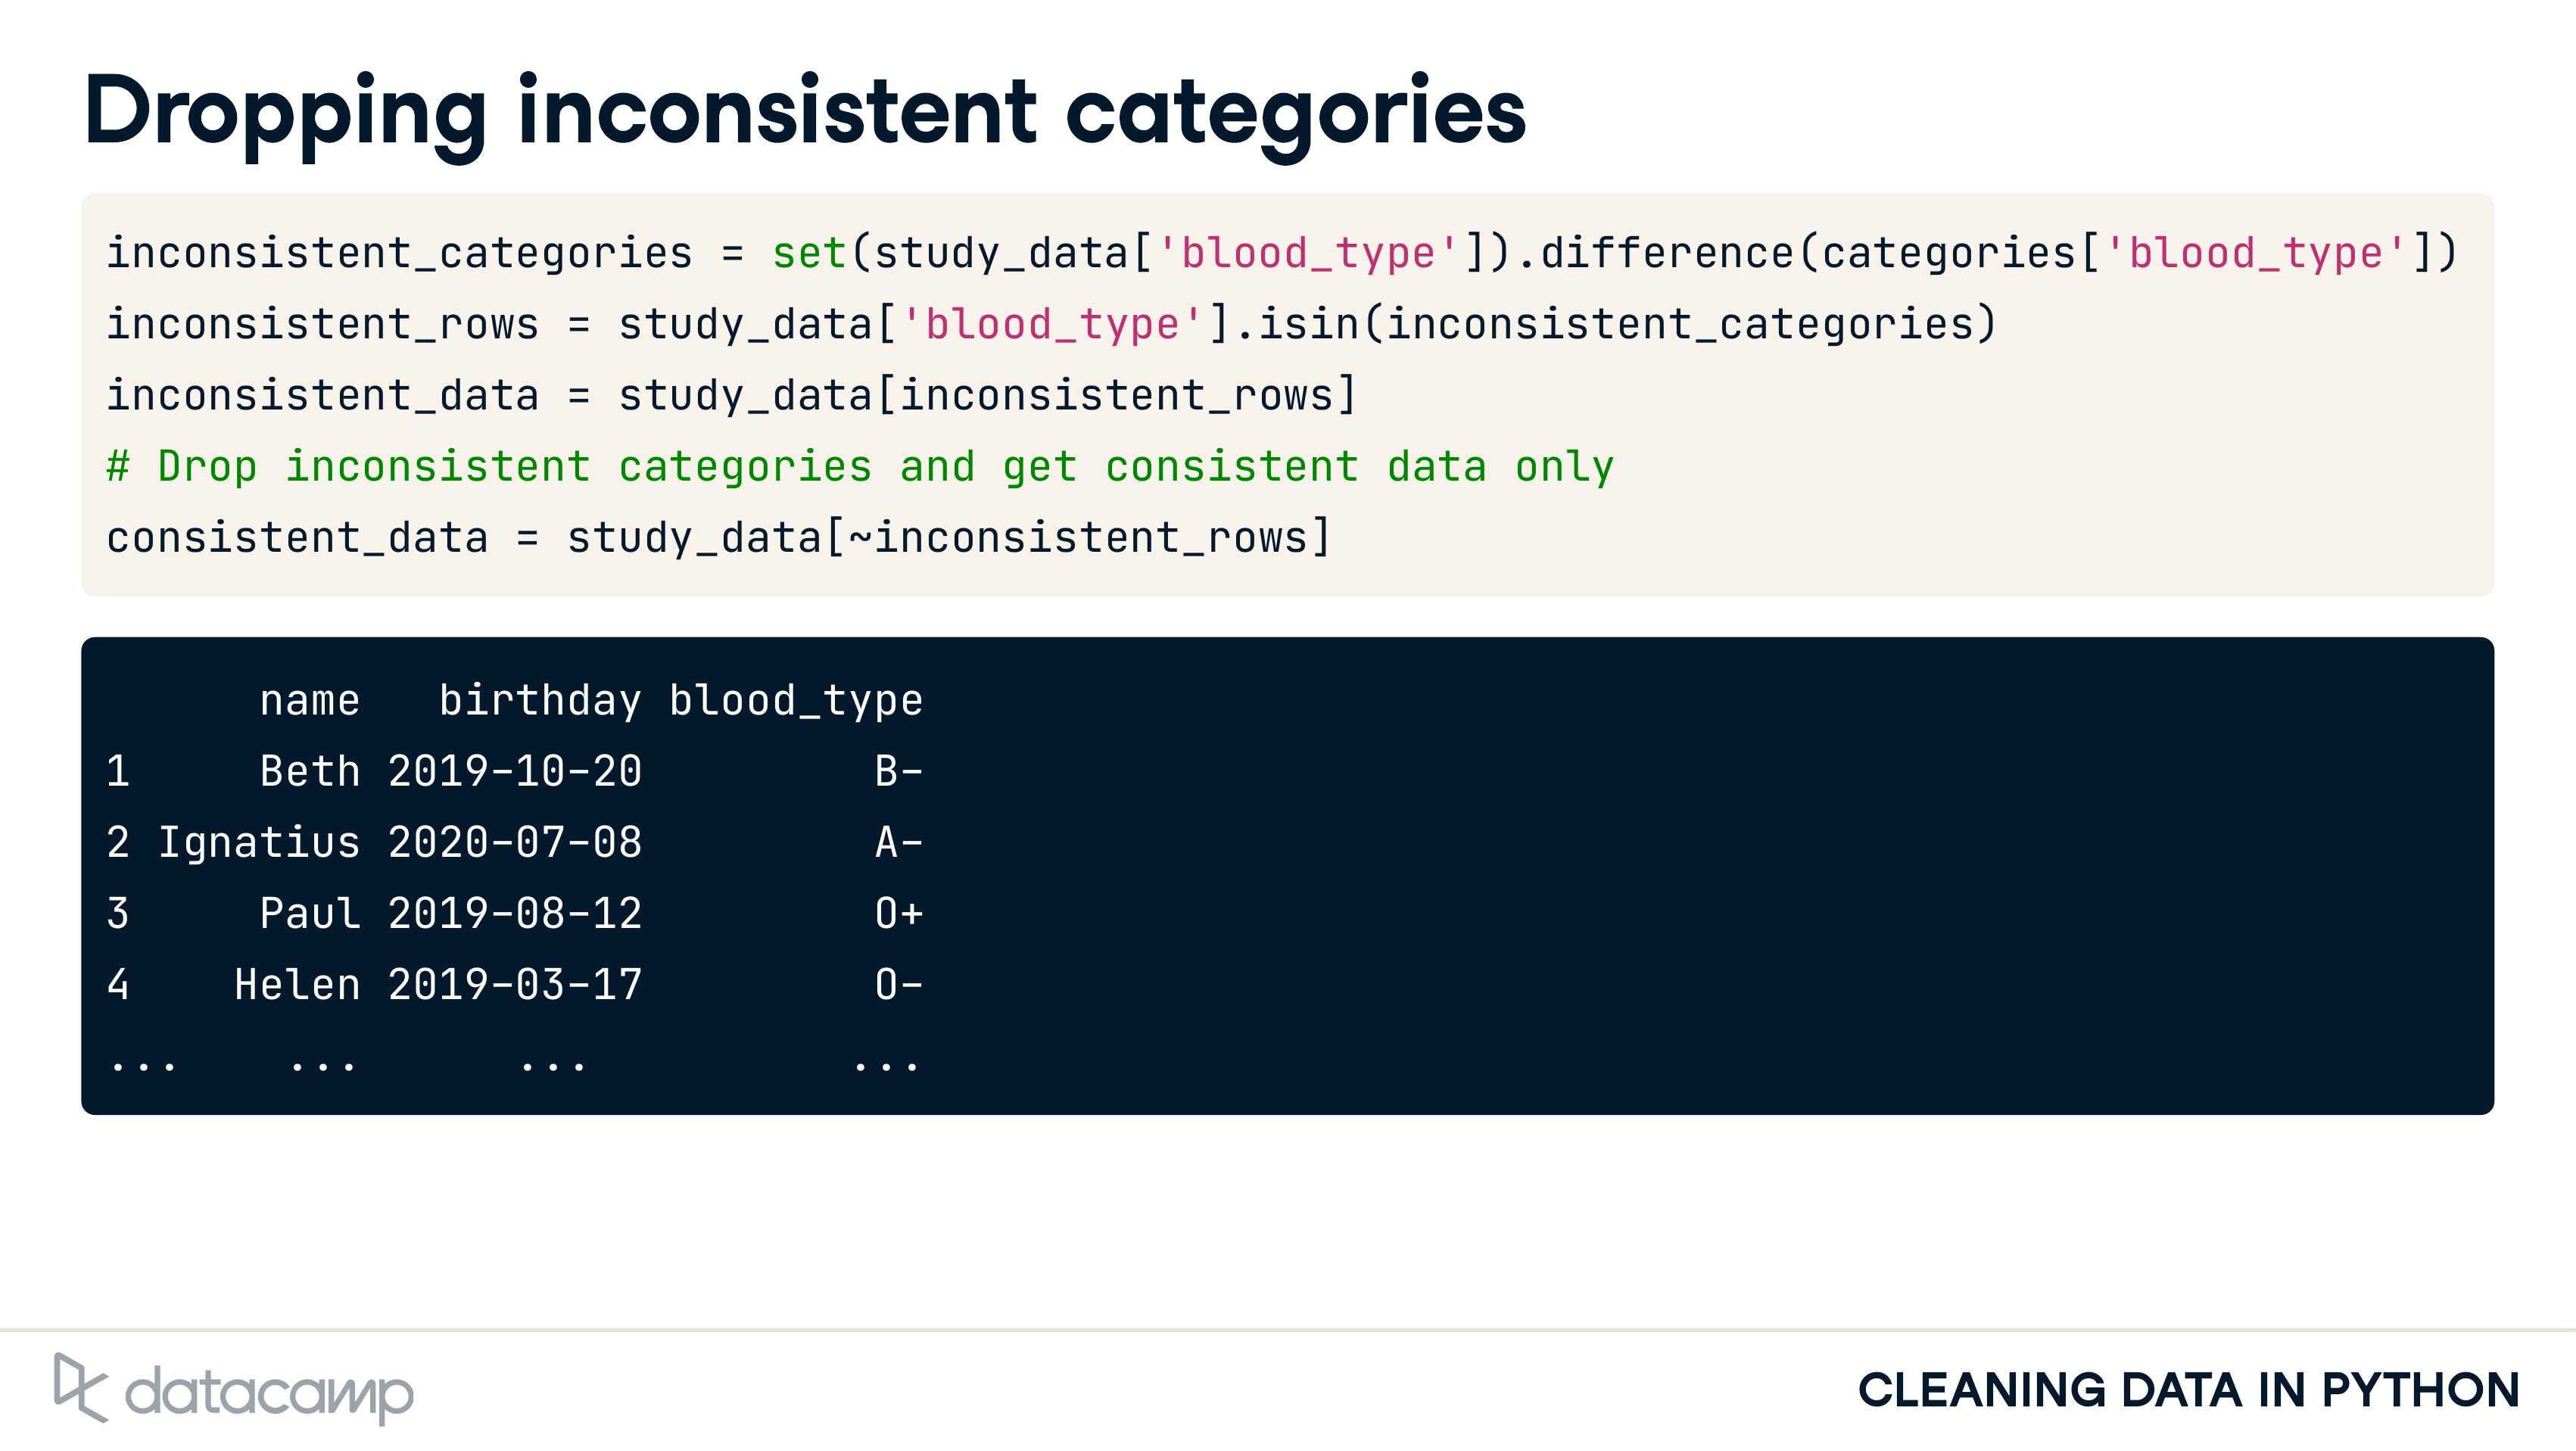 Dropping inconsistent categories
inconsistent_categories = set(study_data['blood_type']).difference(categories['blood_type'])
inconsistent_rows = study_data['blood_type'].isin(inconsistent_categories)
inconsistent_data = study_data[inconsistent_rows]
# Drop inconsistent categories and get consistent data only
consistent_data = study_data[~inconsistent_rows]
      name   birthday blood_type
1     Beth 2019-10-20         B-
2 Ignatius 2020-07-08         A-
3     Paul 2019-08-12         O+
4    Helen 2019-03-17         O-
...    ...      ...          ...
datacamp
CLEANING DATA IN PYTHON